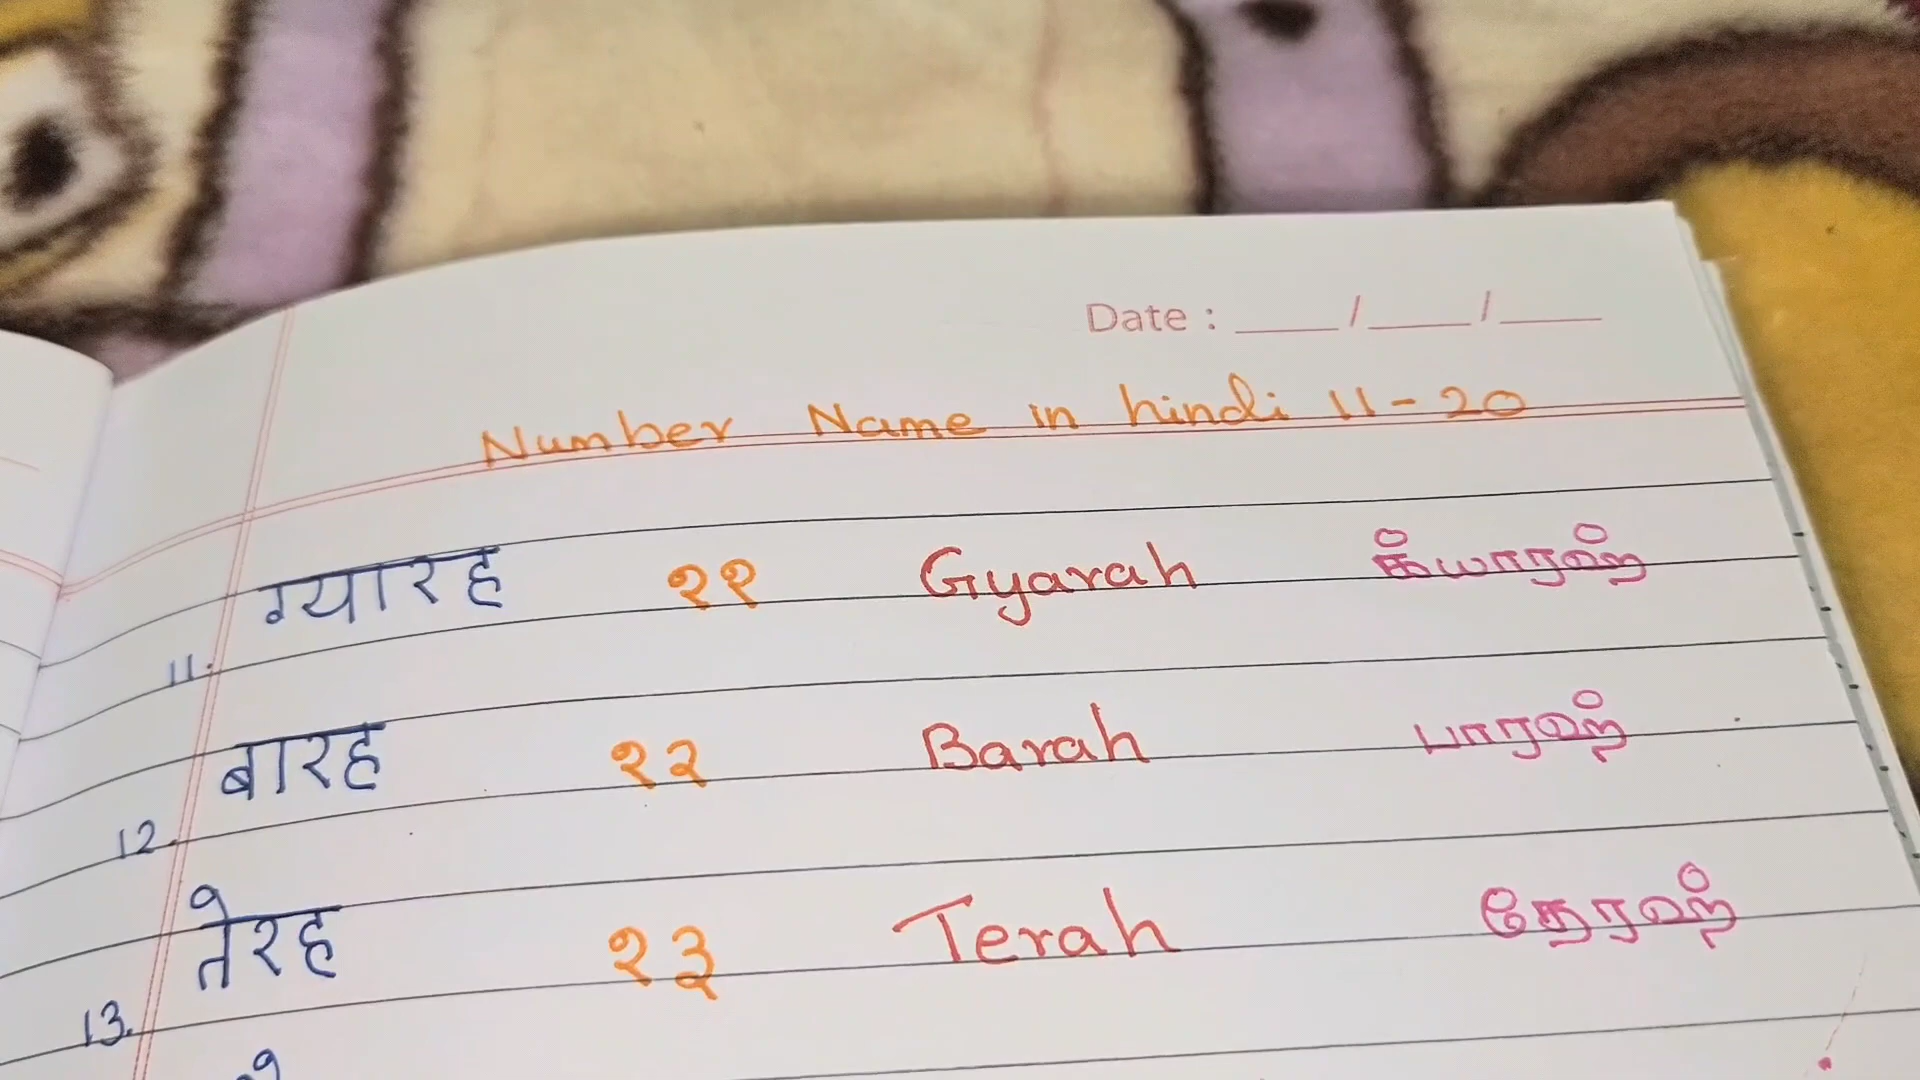 Date : ___/___/___
Number Name in hindi 11-20
11. ग्यारह ११ Gyarah க்யாரஹ்
12. बारह १२ Barah பாரஹ்
13. तेरह १३ Terah தேரஹ்